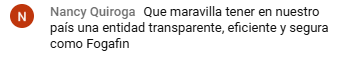 N Nancy Quiroga Que maravilla tener en nuestro
país una entidad transparente, eficiente y segura
como Fogafin